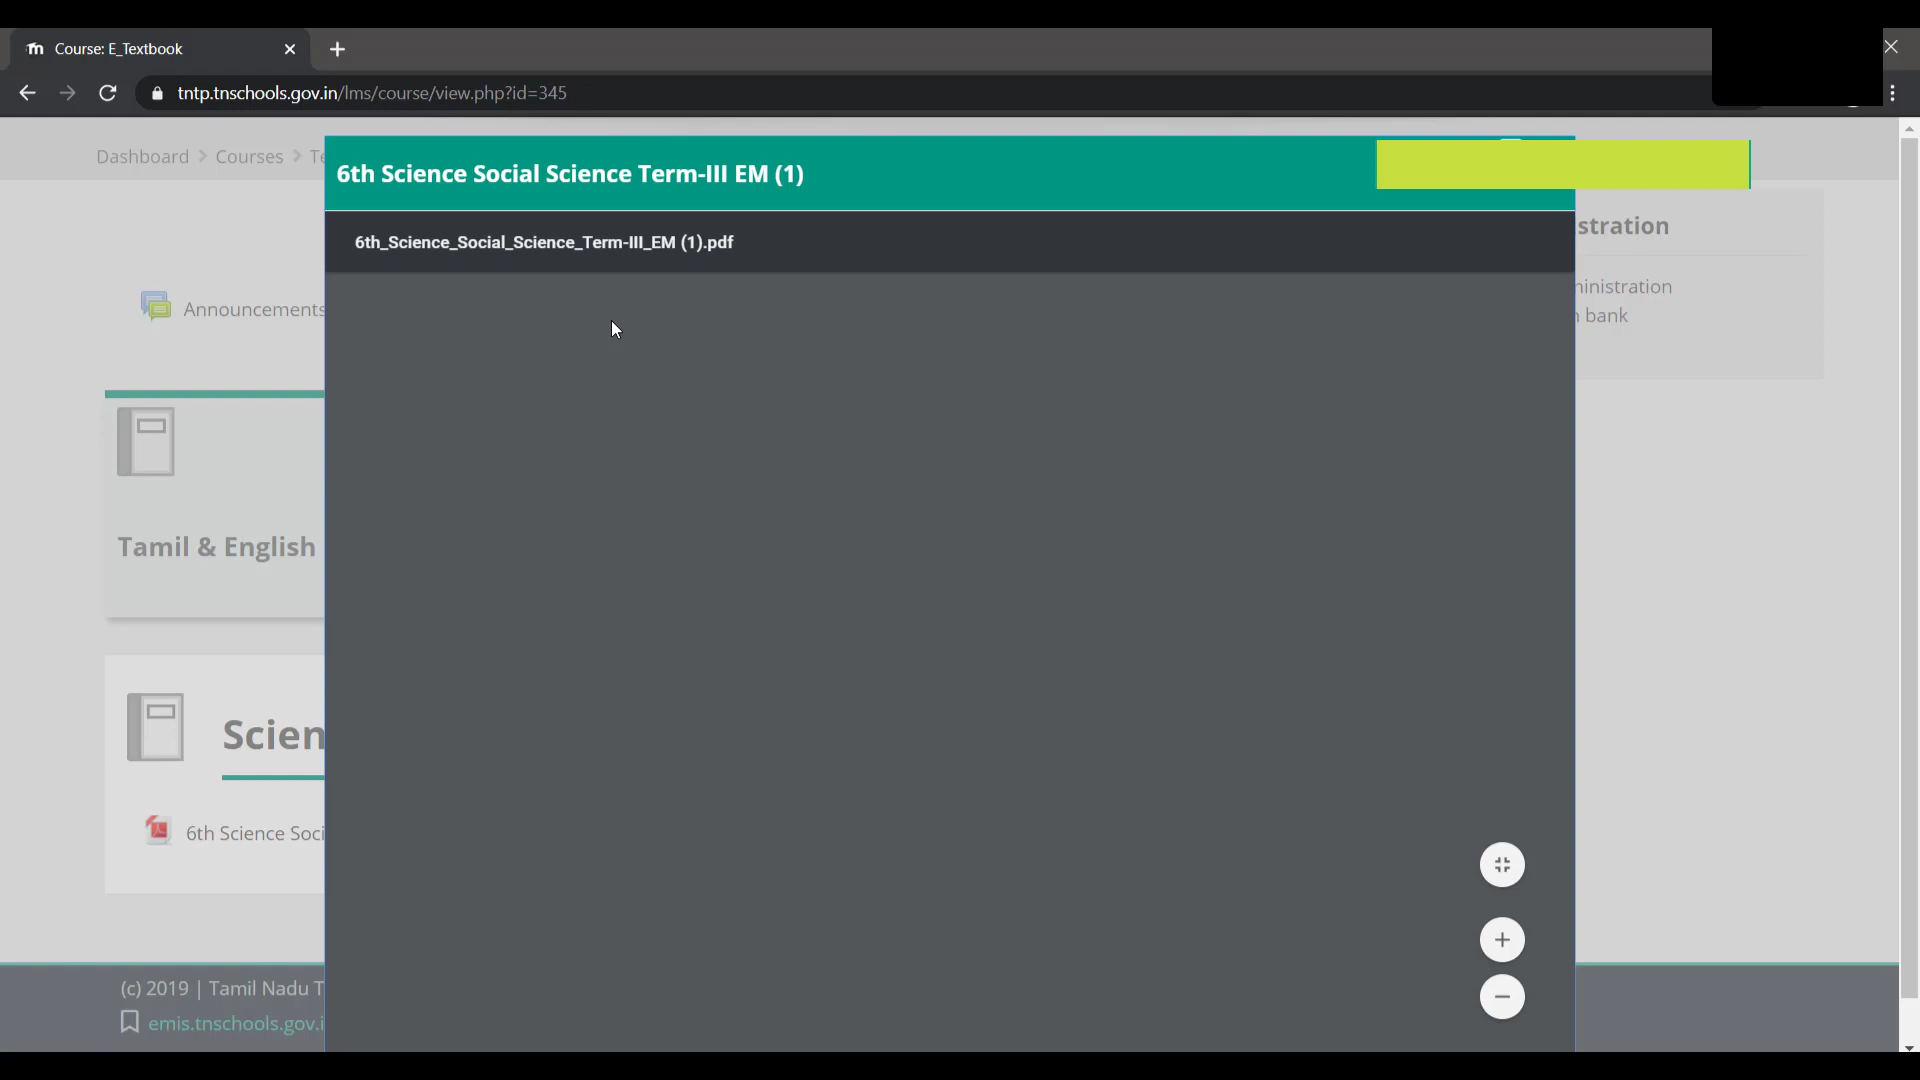 Course: E_Textbook
tntp.tnschools.gov.in/lms/course/view.php?id=345
Dashboard > Courses >
6th Science Social Science Term-III EM (1)
6th_Science_Social_Science_Term-III_EM (1).pdf
stration
ninistration
bank
Announcements
Tamil & English
Scien
6th Science Soci
(c) 2019 | Tamil Nadu T
emis.tnschools.gov.i